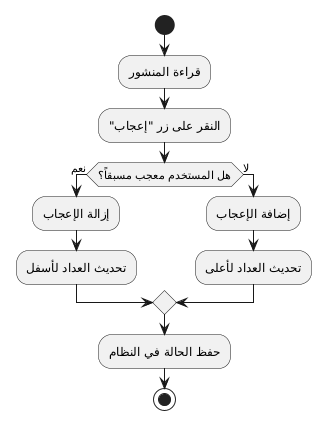 قراءة المنشور
النقر على زر "إعجاب"
هل المستخدم معجب مسبقاً؟
نعم
لا
إزالة الإعجاب
إضافة الإعجاب
تحديث العداد لأسفل
تحديث العداد لأعلى
حفظ الحالة في النظام